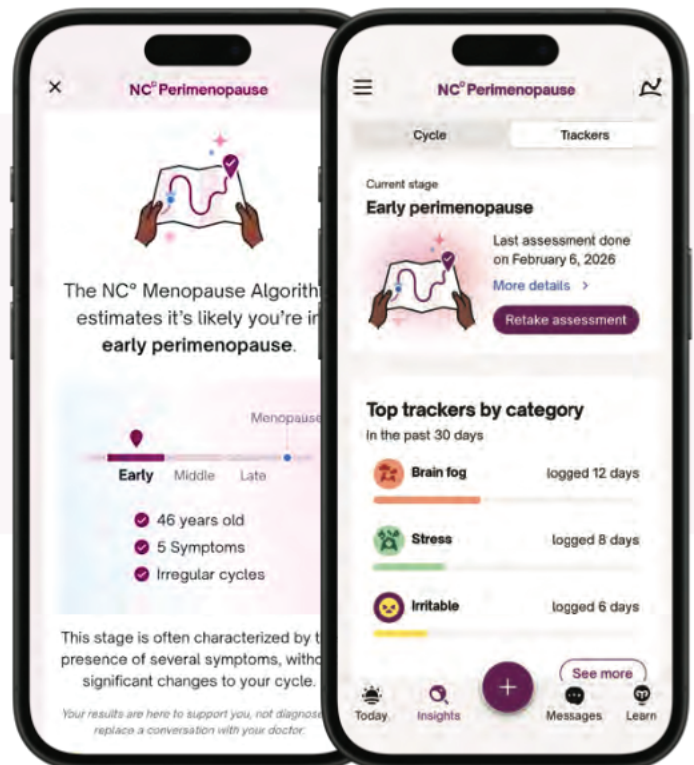 NC° Perimenopause
The NC° Menopause
estimates it's likely you're
early perimenopause.
Menopause
Early Middle Late
46 years old
5 Symptoms
Irregular cycles
This stage is often characterized by
presence of several symptoms,
significant changes to your cycle.
Your results are here to support you, not
replace a conversation with your doctor.
NC° Perimenopause
Cycle Trackers
Current stage
Early perimenopause
Last assessment done
on February 6, 2026
More details
Retake assessment
Top trackers by category
In the past 30 days
Brain fog logged 12 days
Stress logged 8 days
Irritable logged 6 days
See more
Today Insights + Messages Learn